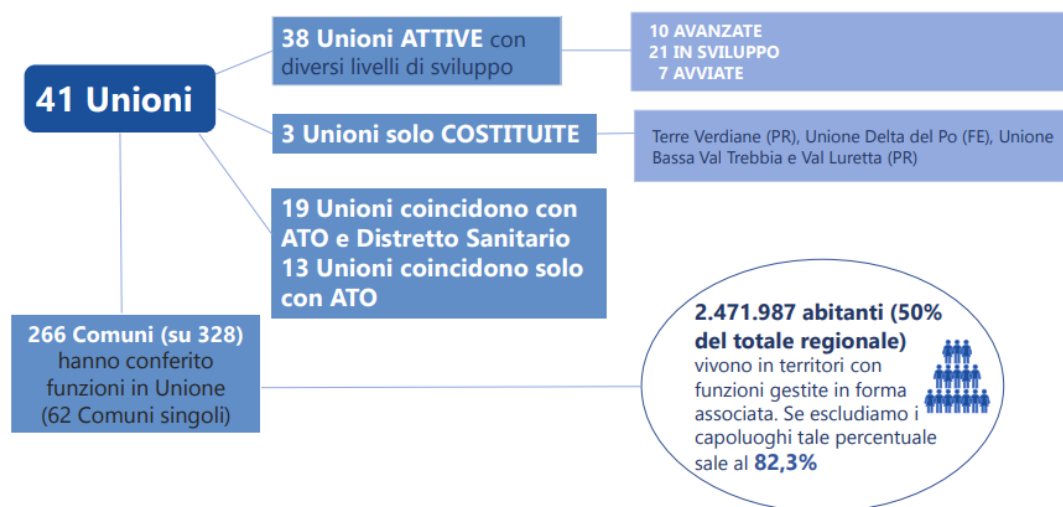 41 Unioni
38 Unioni ATTIVE con
diversi livelli di sviluppo
10 AVANZATE
21 IN SVILUPPO
7 AVVIATE
3 Unioni solo COSTITUITE
Terre Verdiane (PR), Unione Delta del Po (FE), Unione
Bassa Val Trebbia e Val Luretta (PR)
19 Unioni coincidono con
ATO e Distretto Sanitario
13 Unioni coincidono solo
con ATO
266 Comuni (su 328)
hanno conferito
funzioni in Unione
(62 Comuni singoli)
2.471.987 abitanti (50%
del totale regionale)
vivono in territori con
funzioni gestite in forma
associata. Se escludiamo i
capoluoghi tale percentuale
sale al 82,3%